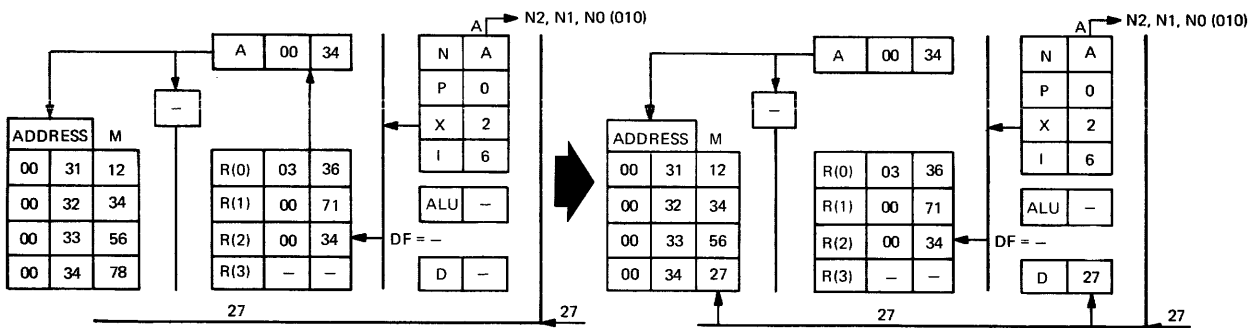 A → N2, N1, N0 (010)
A 00 34
N A
P 0
X 2
I 6
–
ADDRESS M
00 31 12
00 32 34
00 33 56
00 34 78
R(0) 03 36
R(1) 00 71
R(2) 00 34
R(3) – –
ALU –
DF = –
D –
27
27
A → N2, N1, N0 (010)
A 00 34
N A
P 0
X 2
I 6
–
ADDRESS M
00 31 12
00 32 34
00 33 56
00 34 27
R(0) 03 36
R(1) 00 71
R(2) 00 34
R(3) – –
ALU –
DF = –
D 27
27
27